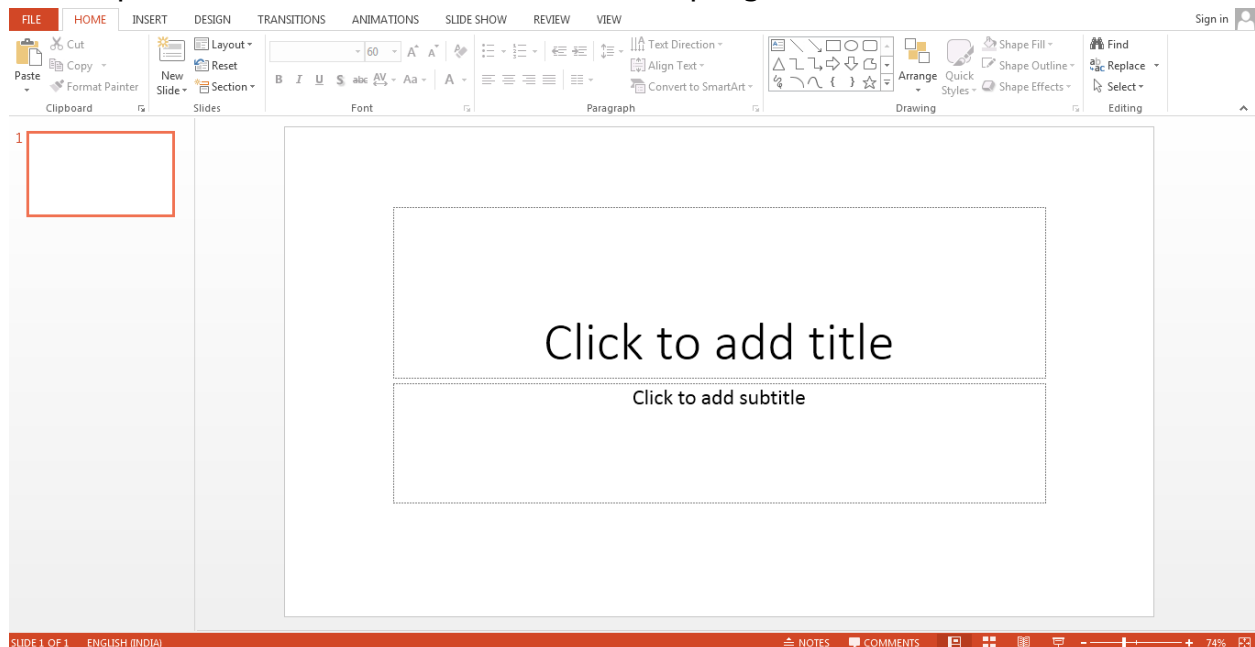 FILE HOME INSERT DESIGN TRANSITIONS ANIMATIONS SLIDE SHOW REVIEW VIEW Sign in
Cut
Copy
Format Painter
Paste
Clipboard
New
Slide
Layout
Reset
Section
Slides
60 A A
B I U S abc AV Aa A
Font
Text Direction
Align Text
Convert to SmartArt
Paragraph
Arrange
Quick
Styles
Shape Fill
Shape Outline
Shape Effects
Drawing
Find
Replace
Select
Editing
1
Click to add title
Click to add subtitle
SLIDE 1 OF 1 ENGLISH (INDIA) NOTES COMMENTS 74%